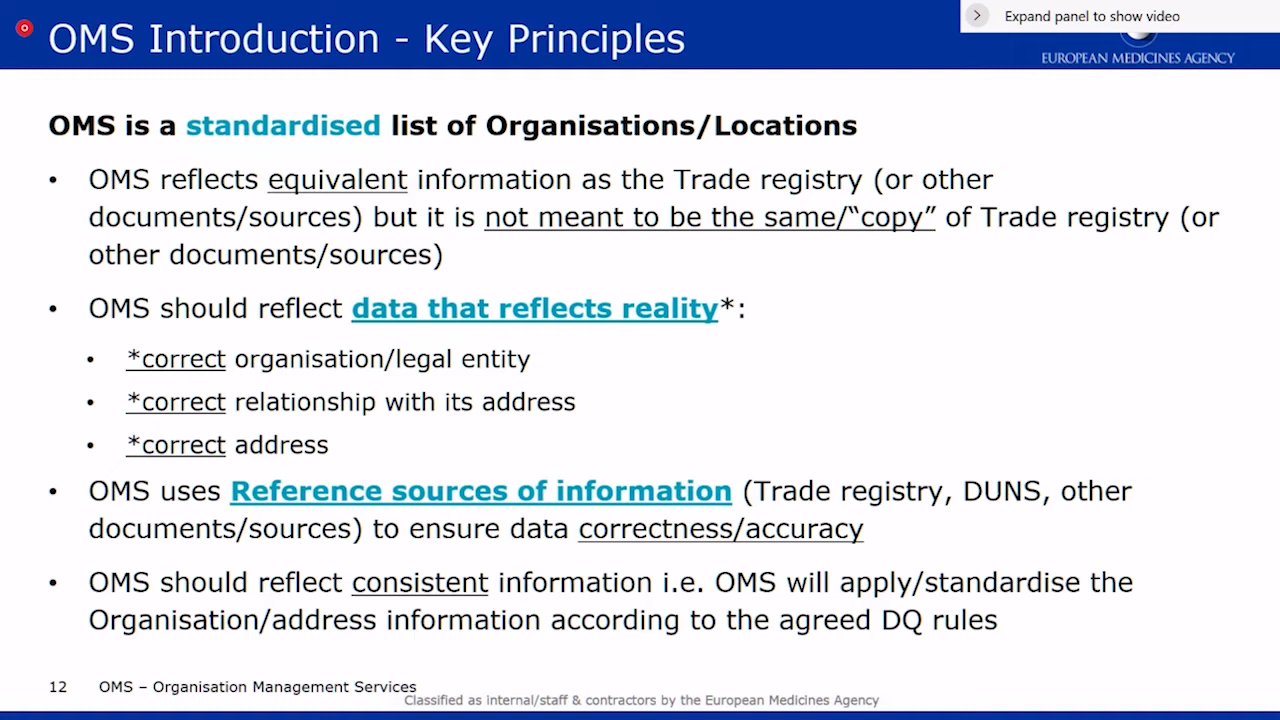 OMS Introduction - Key Principles
Expand panel to show video
EUROPEAN MEDICINES AGENCY
OMS is a standardised list of Organisations/Locations
• OMS reflects equivalent information as the Trade registry (or other
documents/sources) but it is not meant to be the same/“copy” of Trade registry (or
other documents/sources)
• OMS should reflect data that reflects reality*:
• *correct organisation/legal entity
• *correct relationship with its address
• *correct address
• OMS uses Reference sources of information (Trade registry, DUNS, other
documents/sources) to ensure data correctness/accuracy
• OMS should reflect consistent information i.e. OMS will apply/standardise the
Organisation/address information according to the agreed DQ rules
12 OMS – Organisation Management Services
Classified as internal/staff & contractors by the European Medicines Agency